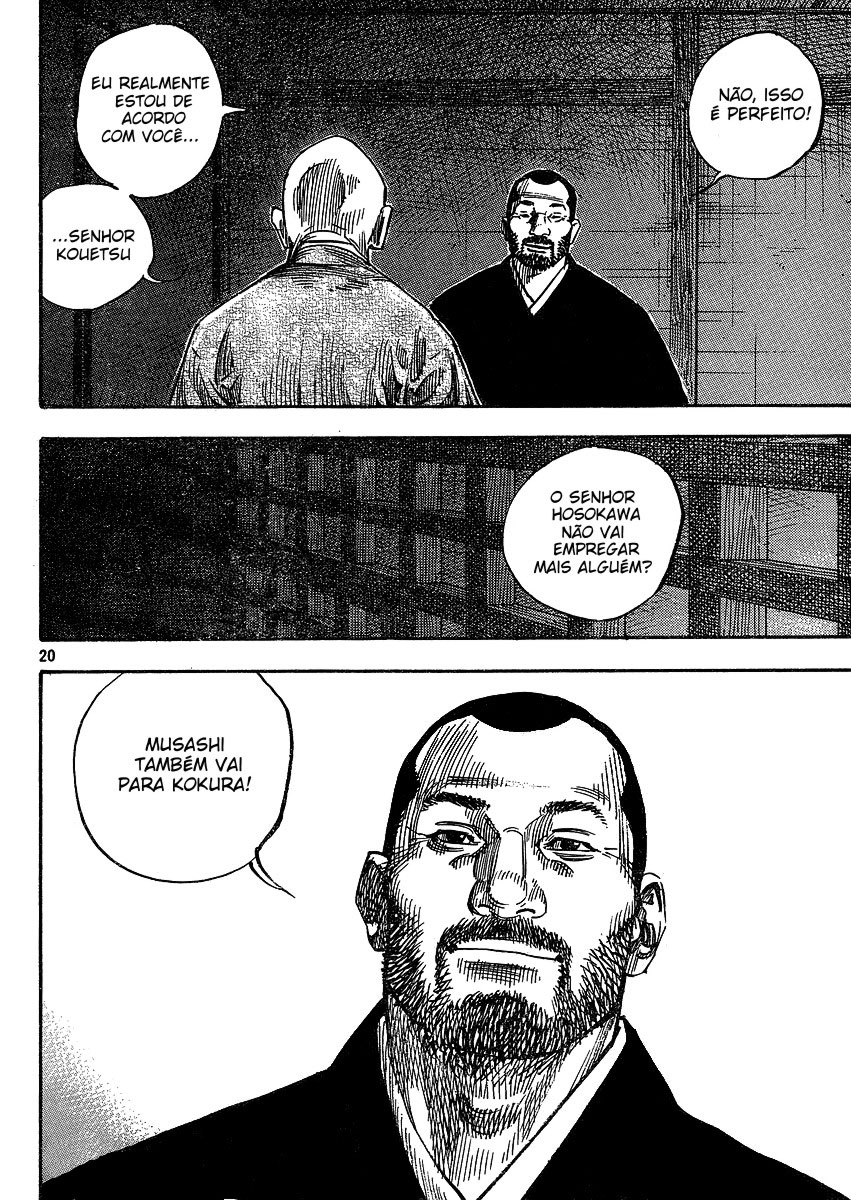 EU REALMENTE
ESTOU DE
ACORDO
COM VOCÊ...
...SENHOR
KOUETSU
NÃO, ISSO
É PERFEITO!
O SENHOR
HOSOKAWA
NÃO VAI
EMPREGAR
MAIS ALGUÉM?
20
MUSASHI
TAMBÉM VAI
PARA KOKURA!